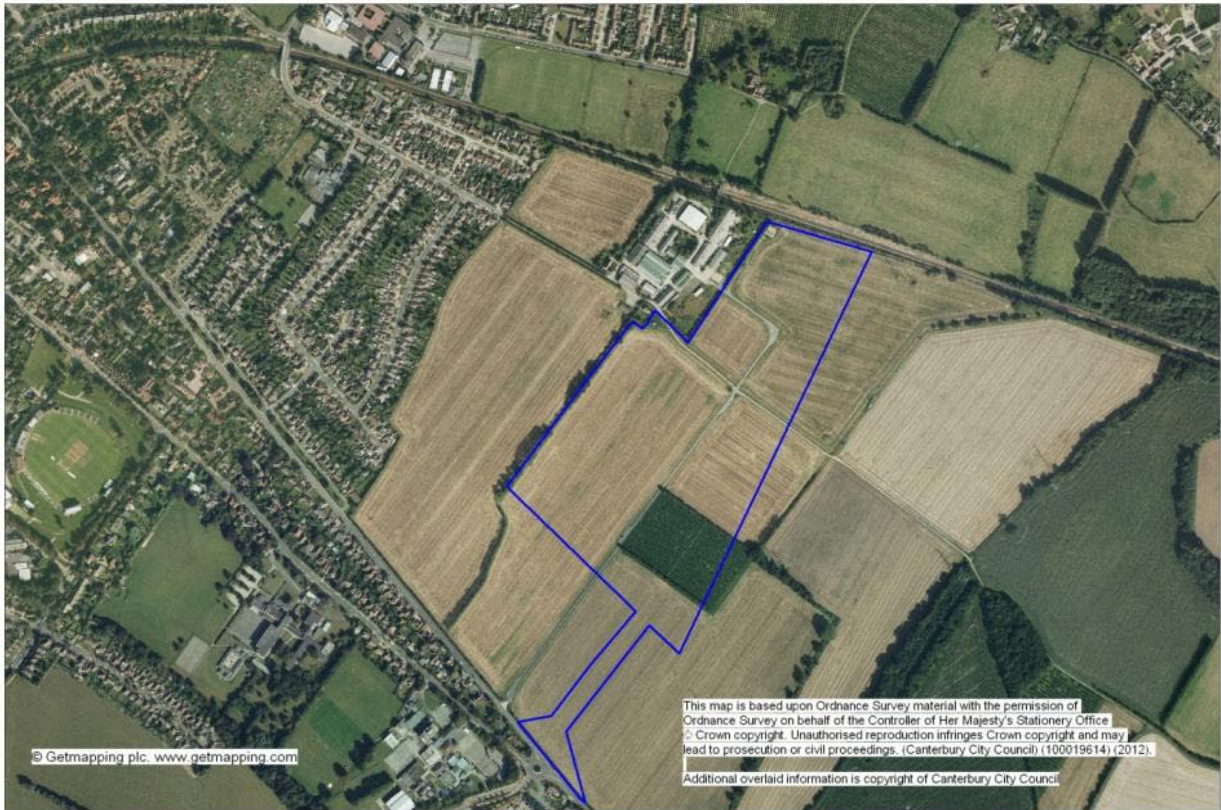 This map is based upon Ordnance Survey material with the permission of
Ordnance Survey on behalf of the Controller of Her Majesty's Stationery Office
© Crown copyright. Unauthorised reproduction infringes Crown copyright and may
lead to prosecution or civil proceedings. (Canterbury City Council) (100019614) (2012).
Additional overlaid information is copyright of Canterbury City Council
© Getmapping plc. www.getmapping.com